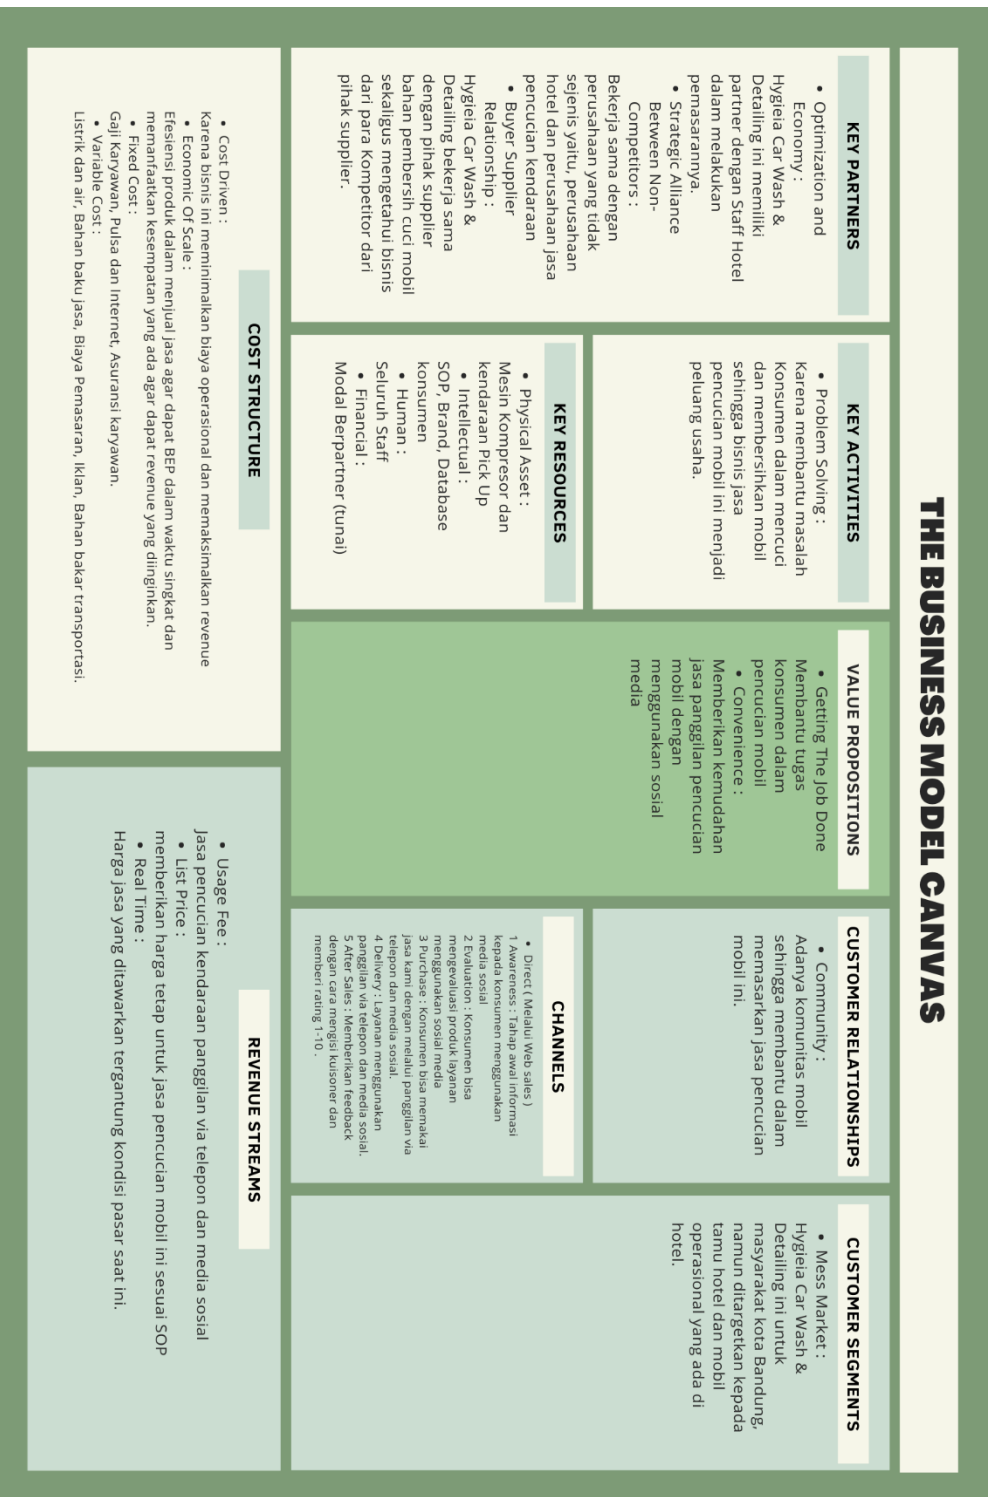 THE BUSINESS MODEL CANVAS
KEY PARTNERS
• Optimization and
Economy :
Hygieia Car Wash &
Detailing ini memiliki
partner dengan Staff Hotel
dalam melakukan
pemasarannya.
• Strategic Alliance
Between Non-
Competitors :
Bekerja sama dengan
perusahaan yang tidak
sejenis yaitu, perusahaan
hotel dan perusahaan jasa
pencucian kendaraan
• Buyer Supplier
Relationship :
Hygieia Car Wash &
Detailing bekerja sama
dengan pihak supplier
bahan pembersih cuci mobil
sekaligus mengetahui bisnis
dari para Kompetitor dari
pihak supplier.
KEY ACTIVITIES
• Problem Solving :
Karena membantu masalah
Konsumen dalam mencuci
dan membersihkan mobil
sehingga bisnis jasa
pencucian mobil ini menjadi
peluang usaha.
KEY RESOURCES
• Physical Asset :
Mesin Kompresor dan
kendaraan Pick Up
• Intellectual :
SOP, Brand, Database
konsumen
• Human :
Seluruh Staff
• Financial :
Modal Berpartner (tunai)
VALUE PROPOSITIONS
• Getting The Job Done
Membantu tugas
konsumen dalam
pencucian mobil
• Convenience :
Memberikan kemudahan
jasa panggilan pencucian
mobil dengan
menggunakan sosial
media
CUSTOMER RELATIONSHIPS
• Community :
Adanya komunitas mobil
sehingga membantu dalam
memasarkan jasa pencucian
mobil ini.
CHANNELS
• Direct ( Melalui Web sales )
1 Awareness : Tahap awal informasi
kepada konsumen menggunakan
media sosial
2 Evaluation : Konsumen bisa
mengevaluasi produk layanan
menggunakan sosial media
3 Purchase : Konsumen bisa memakai
jasa kami dengan melalui panggilan via
telepon dan media sosial.
4 Delivery : Layanan menggunakan
panggilan via telepon dan media sosial.
5 After Sales : Memberikan feedback
dengan cara mengisi kuisoner dan
memberi rating 1-10 .
CUSTOMER SEGMENTS
• Mess Market :
Hygieia Car Wash &
Detailing ini untuk
masyarakat kota Bandung,
namun ditargetkan kepada
tamu hotel dan mobil
operasional yang ada di
hotel.
COST STRUCTURE
• Cost Driven :
Karena bisnis ini meminimalkan biaya operasional dan memaksimalkan revenue
• Economic Of Scale :
Efesiensi produk dalam menjual jasa agar dapat BEP dalam waktu singkat dan
memanfaatkan kesempatan yang ada agar dapat revenue yang diinginkan.
• Fixed Cost :
Gaji Karyawan, Pulsa dan Internet, Asuransi karyawan.
• Variable Cost :
Listrik dan air, Bahan baku jasa, Biaya Pemasaran, Iklan, Bahan bakar transportasi.
REVENUE STREAMS
• Usage Fee :
Jasa pencucian kendaraan panggilan via telepon dan media sosial
• List Price :
memberikan harga tetap untuk jasa pencucian mobil ini sesuai SOP
• Real Time :
Harga jasa yang ditawarkan tergantung kondisi pasar saat ini.